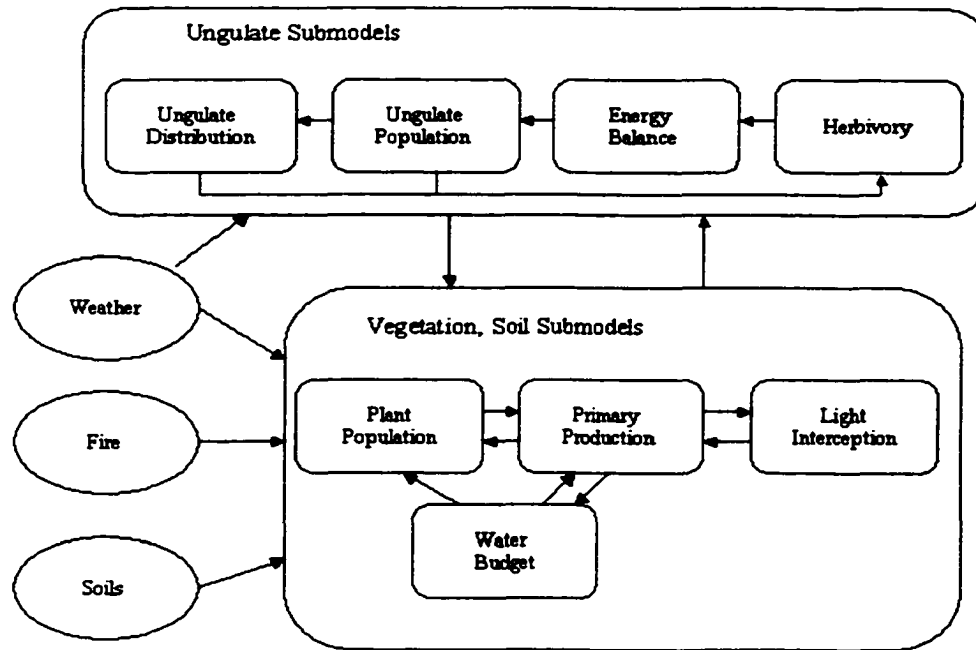 Ungulate Submodels
Ungulate
Distribution
Ungulate
Population
Energy
Balance
Herbivory
Weather
Vegetation, Soil Submodels
Plant
Population
Primary
Production
Light
Interception
Fire
Water
Budget
Soils